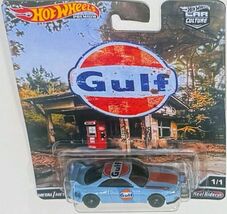 Hot Wheels
PREMIUM
CAR
CULTURE
Gulf
Gulf
1/1
Real Riders